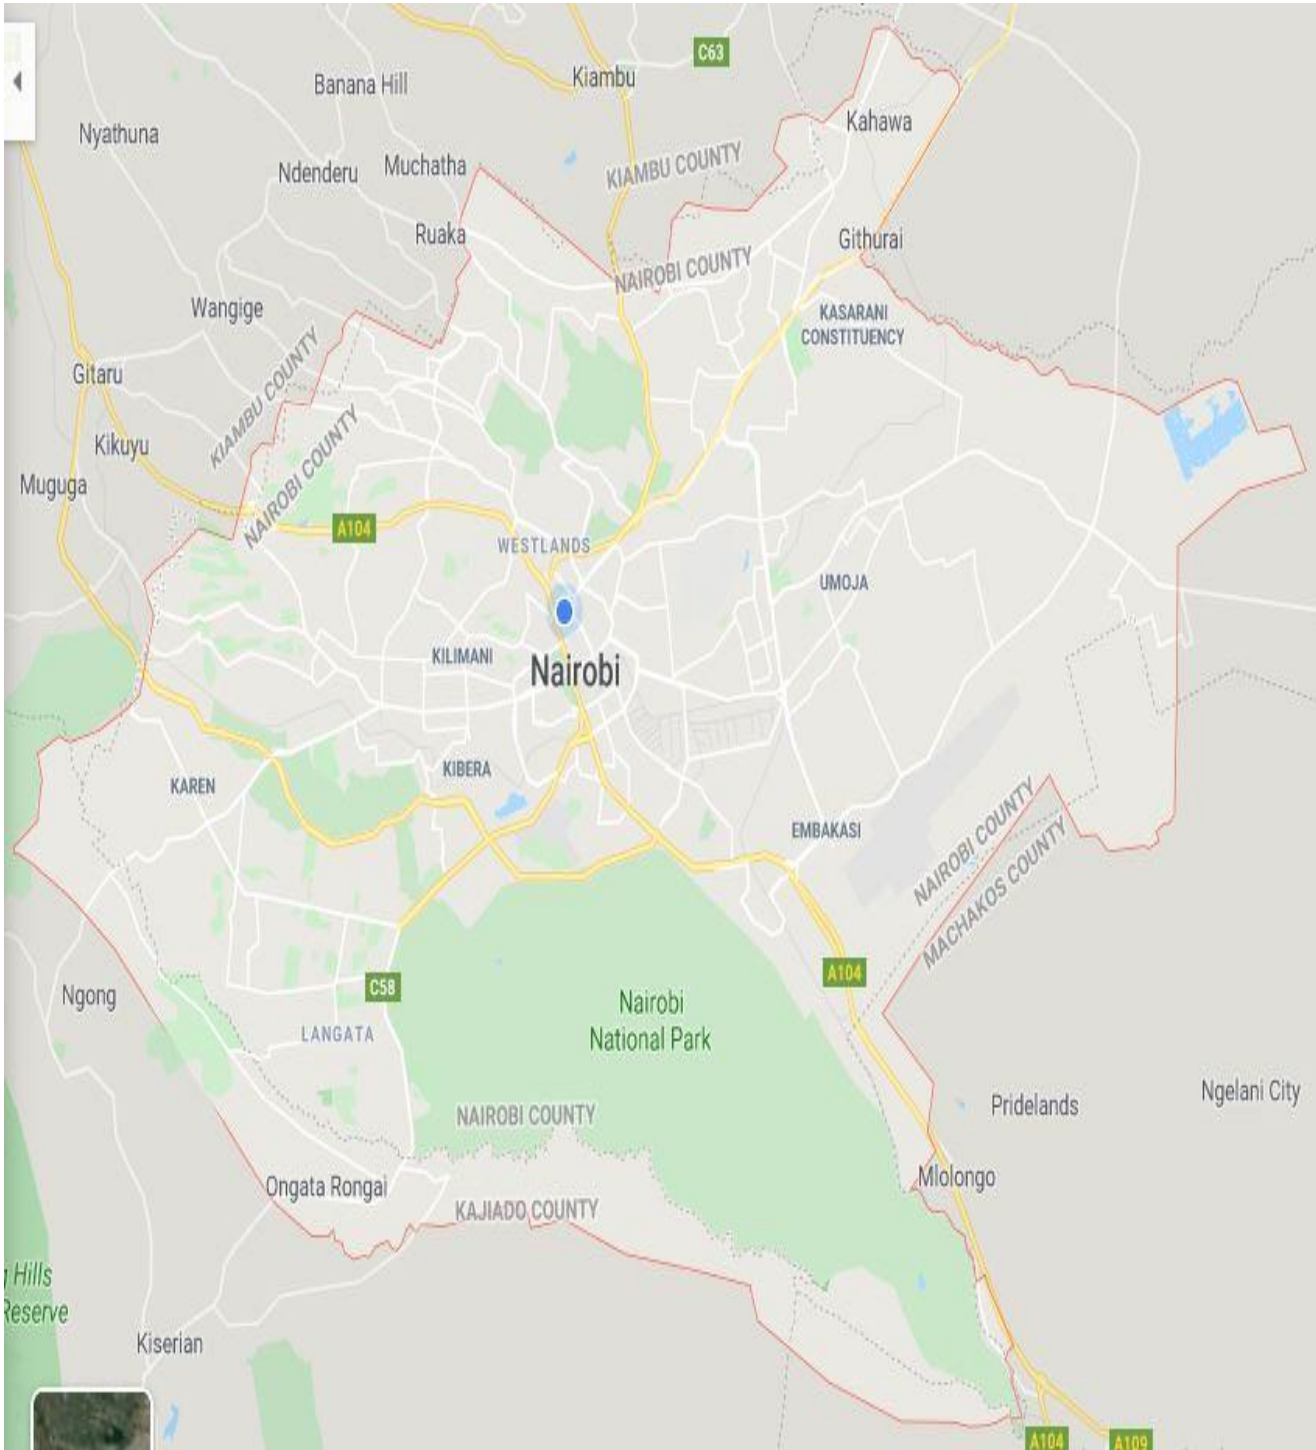 C63
Kiambu
Banana Hill
Kahawa
Nyathuna
KIAMBU COUNTY
Muchatha
Ndenderu
Ruaka
Githurai
NAIROBI COUNTY
Wangige
KASARANI
CONSTITUENCY
Gitaru
KIAMBU COUNTY
Kikuyu
NAIROBI COUNTY
Muguga
A104
WESTLANDS
UMOJA
KILIMANI
Nairobi
KIBERA
KAREN
EMBAKASI
NAIROBI COUNTY
MACHAKOS COUNTY
A104
C58
Ngong
Nairobi
National Park
LANGATA
Ngelani City
Pridelands
NAIROBI COUNTY
Mlolongo
Ongata Rongai
KAJIADO COUNTY
Hills
Reserve
Kiserian
A104
A109